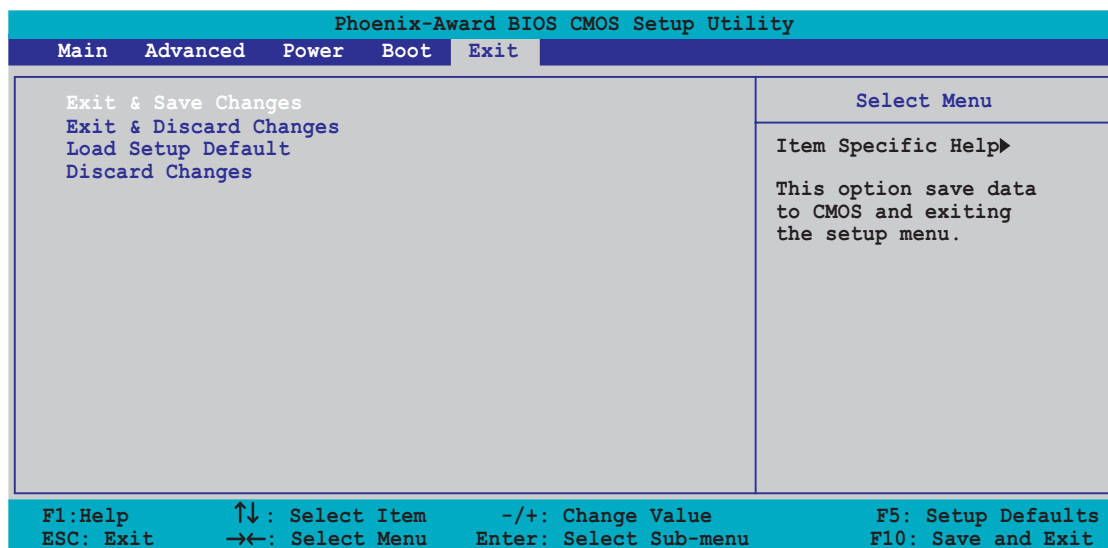 Phoenix-Award BIOS CMOS Setup Utility
Main Advanced Power Boot Exit
Exit & Save Changes
Exit & Discard Changes
Load Setup Default
Discard Changes
Select Menu
Item Specific Help▶
This option save data
to CMOS and exiting
the setup menu.
F1:Help ↑↓: Select Item -/+: Change Value F5: Setup Defaults
ESC: Exit →←: Select Menu Enter: Select Sub-menu F10: Save and Exit